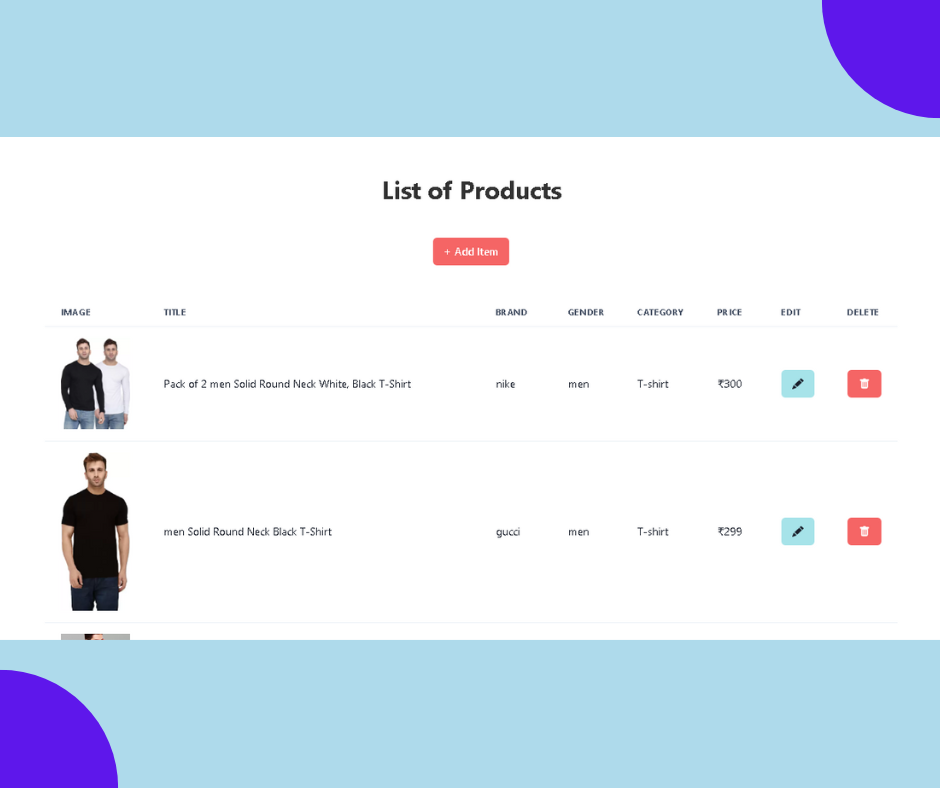 List of Products
+ Add Item
IMAGE TITLE BRAND GENDER CATEGORY PRICE EDIT DELETE
Pack of 2 men Solid Round Neck White, Black T-Shirt nike men T-shirt ₹300
men Solid Round Neck Black T-Shirt gucci men T-shirt ₹299